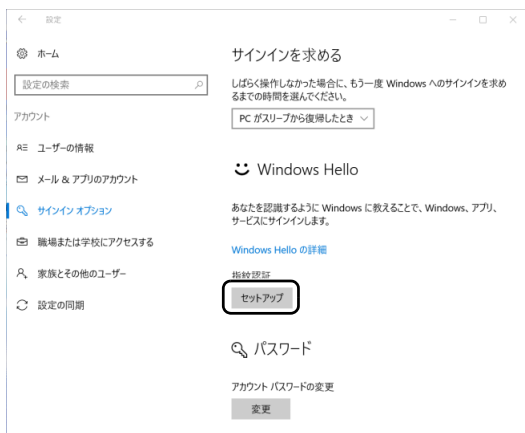 設定
ホーム
設定の検索
アカウント
ユーザーの情報
メール & アプリのアカウント
サインイン オプション
職場または学校にアクセスする
家族とその他のユーザー
設定の同期
サインインを求める
しばらく操作しなかった場合に、もう一度 Windows へのサインインを求め
るまでの時間を選んでください。
PC がスリープから復帰したとき
Windows Hello
あなたを認識するように Windows に教えることで、Windows、アプリ、
サービスにサインインします。
Windows Hello の詳細
指紋認証
セットアップ
パスワード
アカウント パスワードの変更
変更